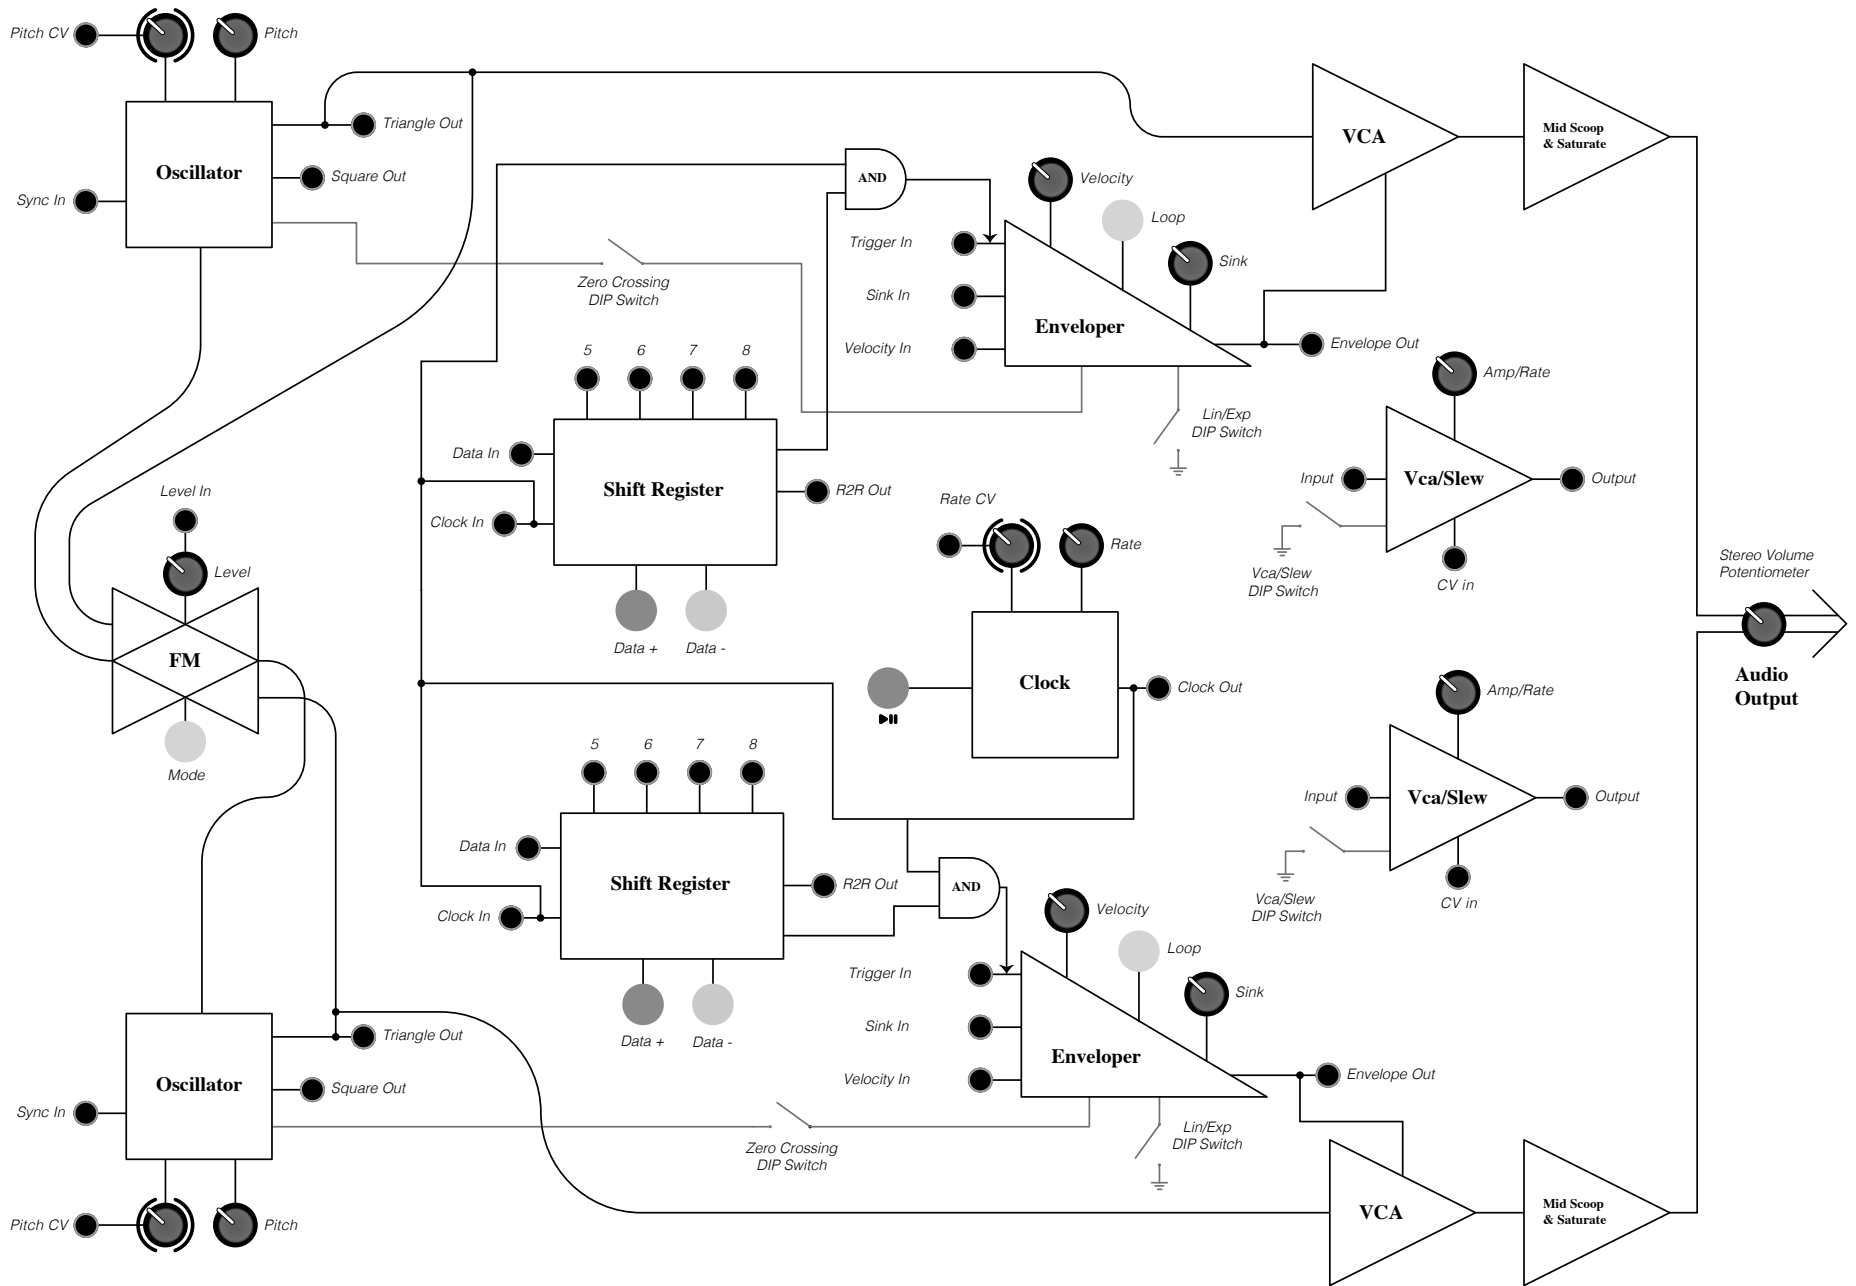 Pitch CV
Pitch
Triangle Out
Oscillator
Square Out
Sync In
VCA
Mid Scoop
& Saturate
AND
Velocity
Loop
Trigger In
Sink
Zero Crossing
DIP Switch
Sink In
Enveloper
Velocity In
Envelope Out
5
6
7
8
Amp/Rate
Lin/Exp
DIP Switch
Data In
Shift Register
R2R Out
Clock In
Input
Vca/Slew
Output
Level In
Level
Rate CV
Rate
Vca/Slew
DIP Switch
CV in
Stereo Volume
Potentiometer
Data +
Data -
FM
Mode
Clock
Clock Out
Audio
Output
Amp/Rate
5
6
7
8
Input
Vca/Slew
Output
Data In
Shift Register
R2R Out
Clock In
AND
Vca/Slew
DIP Switch
CV in
Velocity
Loop
Trigger In
Sink
Data +
Data -
Sink In
Enveloper
Velocity In
Envelope Out
Triangle Out
Oscillator
Square Out
Sync In
Zero Crossing
DIP Switch
Lin/Exp
DIP Switch
VCA
Mid Scoop
& Saturate
Pitch CV
Pitch